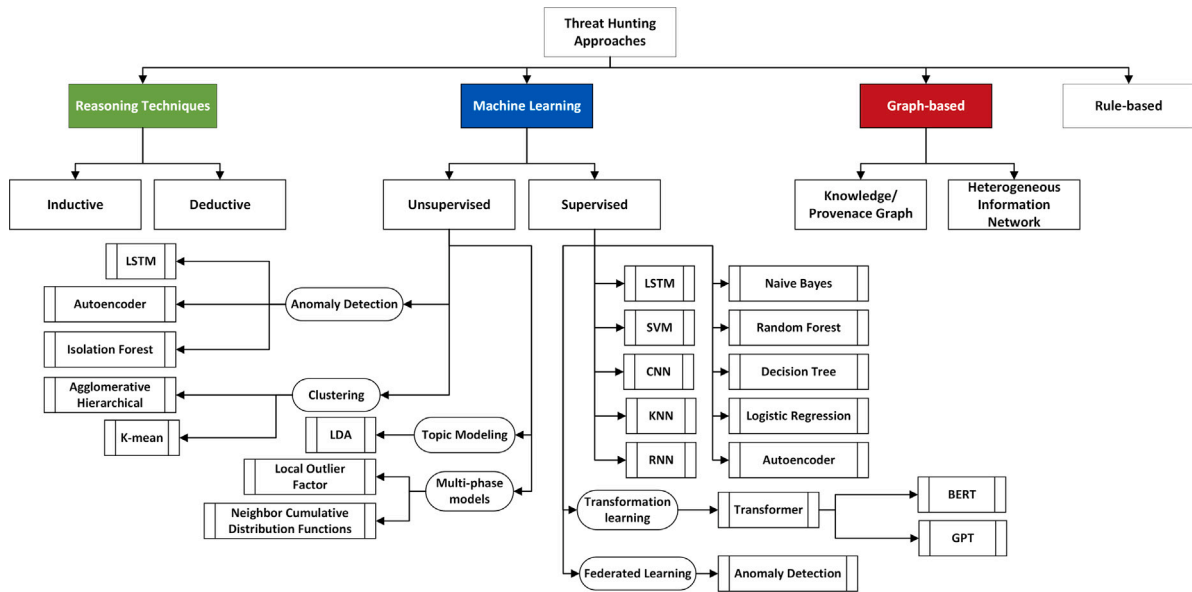 Threat Hunting
Approaches
Reasoning Techniques
Machine Learning
Graph-based
Rule-based
Inductive
Deductive
Unsupervised
Supervised
Knowledge/
Provenace Graph
Heterogeneous
Information
Network
LSTM
Autoencoder
Anomaly Detection
Isolation Forest
Agglomerative
Hierarchical
Clustering
K-mean
LDA
Topic Modeling
Local Outlier
Factor
Multi-phase
models
Neighbor Cumulative
Distribution Functions
LSTM
Naive Bayes
SVM
Random Forest
CNN
Decision Tree
KNN
Logistic Regression
RNN
Autoencoder
Transformation
learning
Transformer
BERT
GPT
Federated Learning
Anomaly Detection